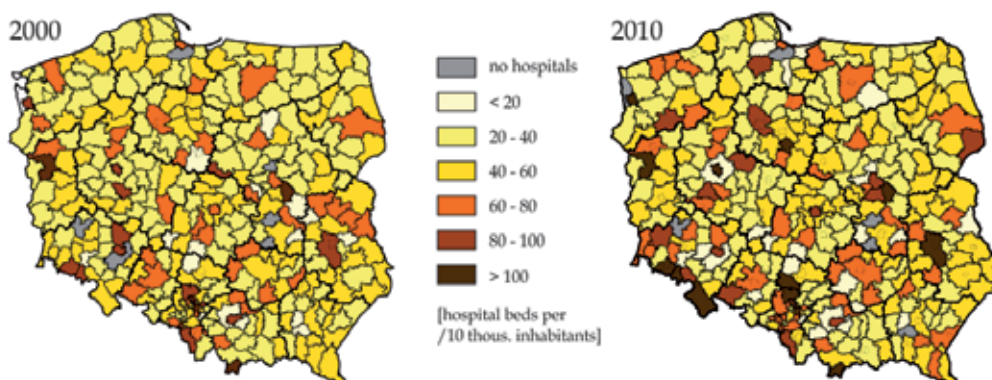 2000
2010
no hospitals
< 20
20 - 40
40 - 60
60 - 80
80 - 100
> 100
[hospital beds per
/10 thous. inhabitants]